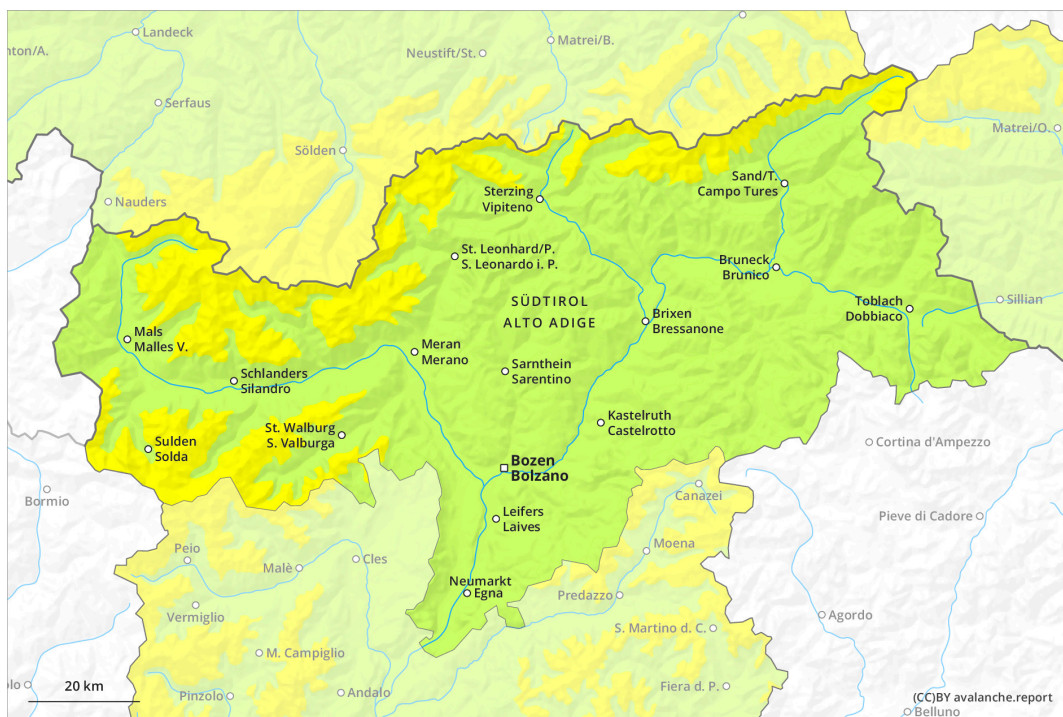 Landeck
nton/A.
Neustift/St.
Matrei/B.
Serfaus
Matrei/O.
Sölden
Sand/T.
Campo Tures
Sterzing
Vipiteno
Nauders
St. Leonhard/P.
S. Leonardo i. P.
Bruneck
Brunico
SÜDTIROL
ALTO ADIGE
Toblach
Dobbiaco
Sillian
Brixen
Bressanone
Mals
Malles V.
Meran
Merano
Sarnthein
Sarentino
Schlanders
Silandro
Kastelruth
Castelrotto
St. Walburg
S. Valburga
Sulden
Solda
Cortina d'Ampezzo
Bozen
Bolzano
Bormio
Canazei
Leifers
Laives
Pieve di Cadore
Moena
Peio
Cles
Malè
Neumarkt
Egna
Predazzo
Vermiglio
Agordo
S. Martino d. C.
M. Campiglio
olo
20 km
Pinzolo
Andalo
Fiera d. P.
(CC)BY avalanche.report
Belluno